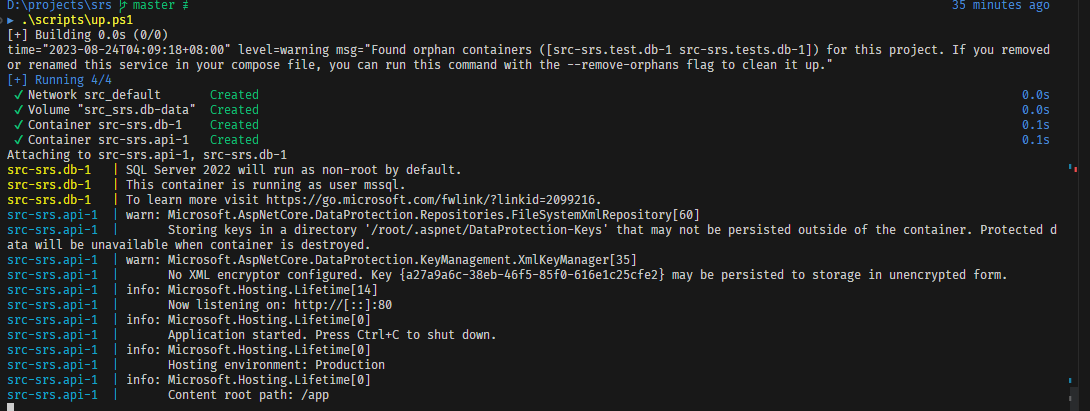 D:\projects\srs master ≢ 35 minutes ago
.\scripts\up.ps1
[+] Building 0.0s (0/0)
time="2023-08-24T04:09:18+08:00" level=warning msg="Found orphan containers ([src-srs.test.db-1 src-srs.tests.db-1]) for this project. If you removed
or renamed this service in your compose file, you can run this command with the --remove-orphans flag to clean it up."
[+] Running 4/4
✓ Network src_default Created 0.0s
✓ Volume "src_srs.db-data" Created 0.0s
✓ Container src-srs.db-1 Created 0.1s
✓ Container src-srs.api-1 Created 0.1s
Attaching to src-srs.api-1, src-srs.db-1
src-srs.db-1 | SQL Server 2022 will run as non-root by default.
src-srs.db-1 | This container is running as user mssql.
src-srs.db-1 | To learn more visit https://go.microsoft.com/fwlink/?linkid=2099216.
src-srs.api-1 | warn: Microsoft.AspNetCore.DataProtection.Repositories.FileSystemXmlRepository[60]
src-srs.api-1 | Storing keys in a directory '/root/.aspnet/DataProtection-Keys' that may not be persisted outside of the container. Protected d
ata will be unavailable when container is destroyed.
src-srs.api-1 | warn: Microsoft.AspNetCore.DataProtection.KeyManagement.XmlKeyManager[35]
src-srs.api-1 | No XML encryptor configured. Key {a27a9a6c-38eb-46f5-85f0-616e1c25cfe2} may be persisted to storage in unencrypted form.
src-srs.api-1 | info: Microsoft.Hosting.Lifetime[14]
src-srs.api-1 | Now listening on: http://[::]:80
src-srs.api-1 | info: Microsoft.Hosting.Lifetime[0]
src-srs.api-1 | Application started. Press Ctrl+C to shut down.
src-srs.api-1 | info: Microsoft.Hosting.Lifetime[0]
src-srs.api-1 | Hosting environment: Production
src-srs.api-1 | info: Microsoft.Hosting.Lifetime[0]
src-srs.api-1 | Content root path: /app